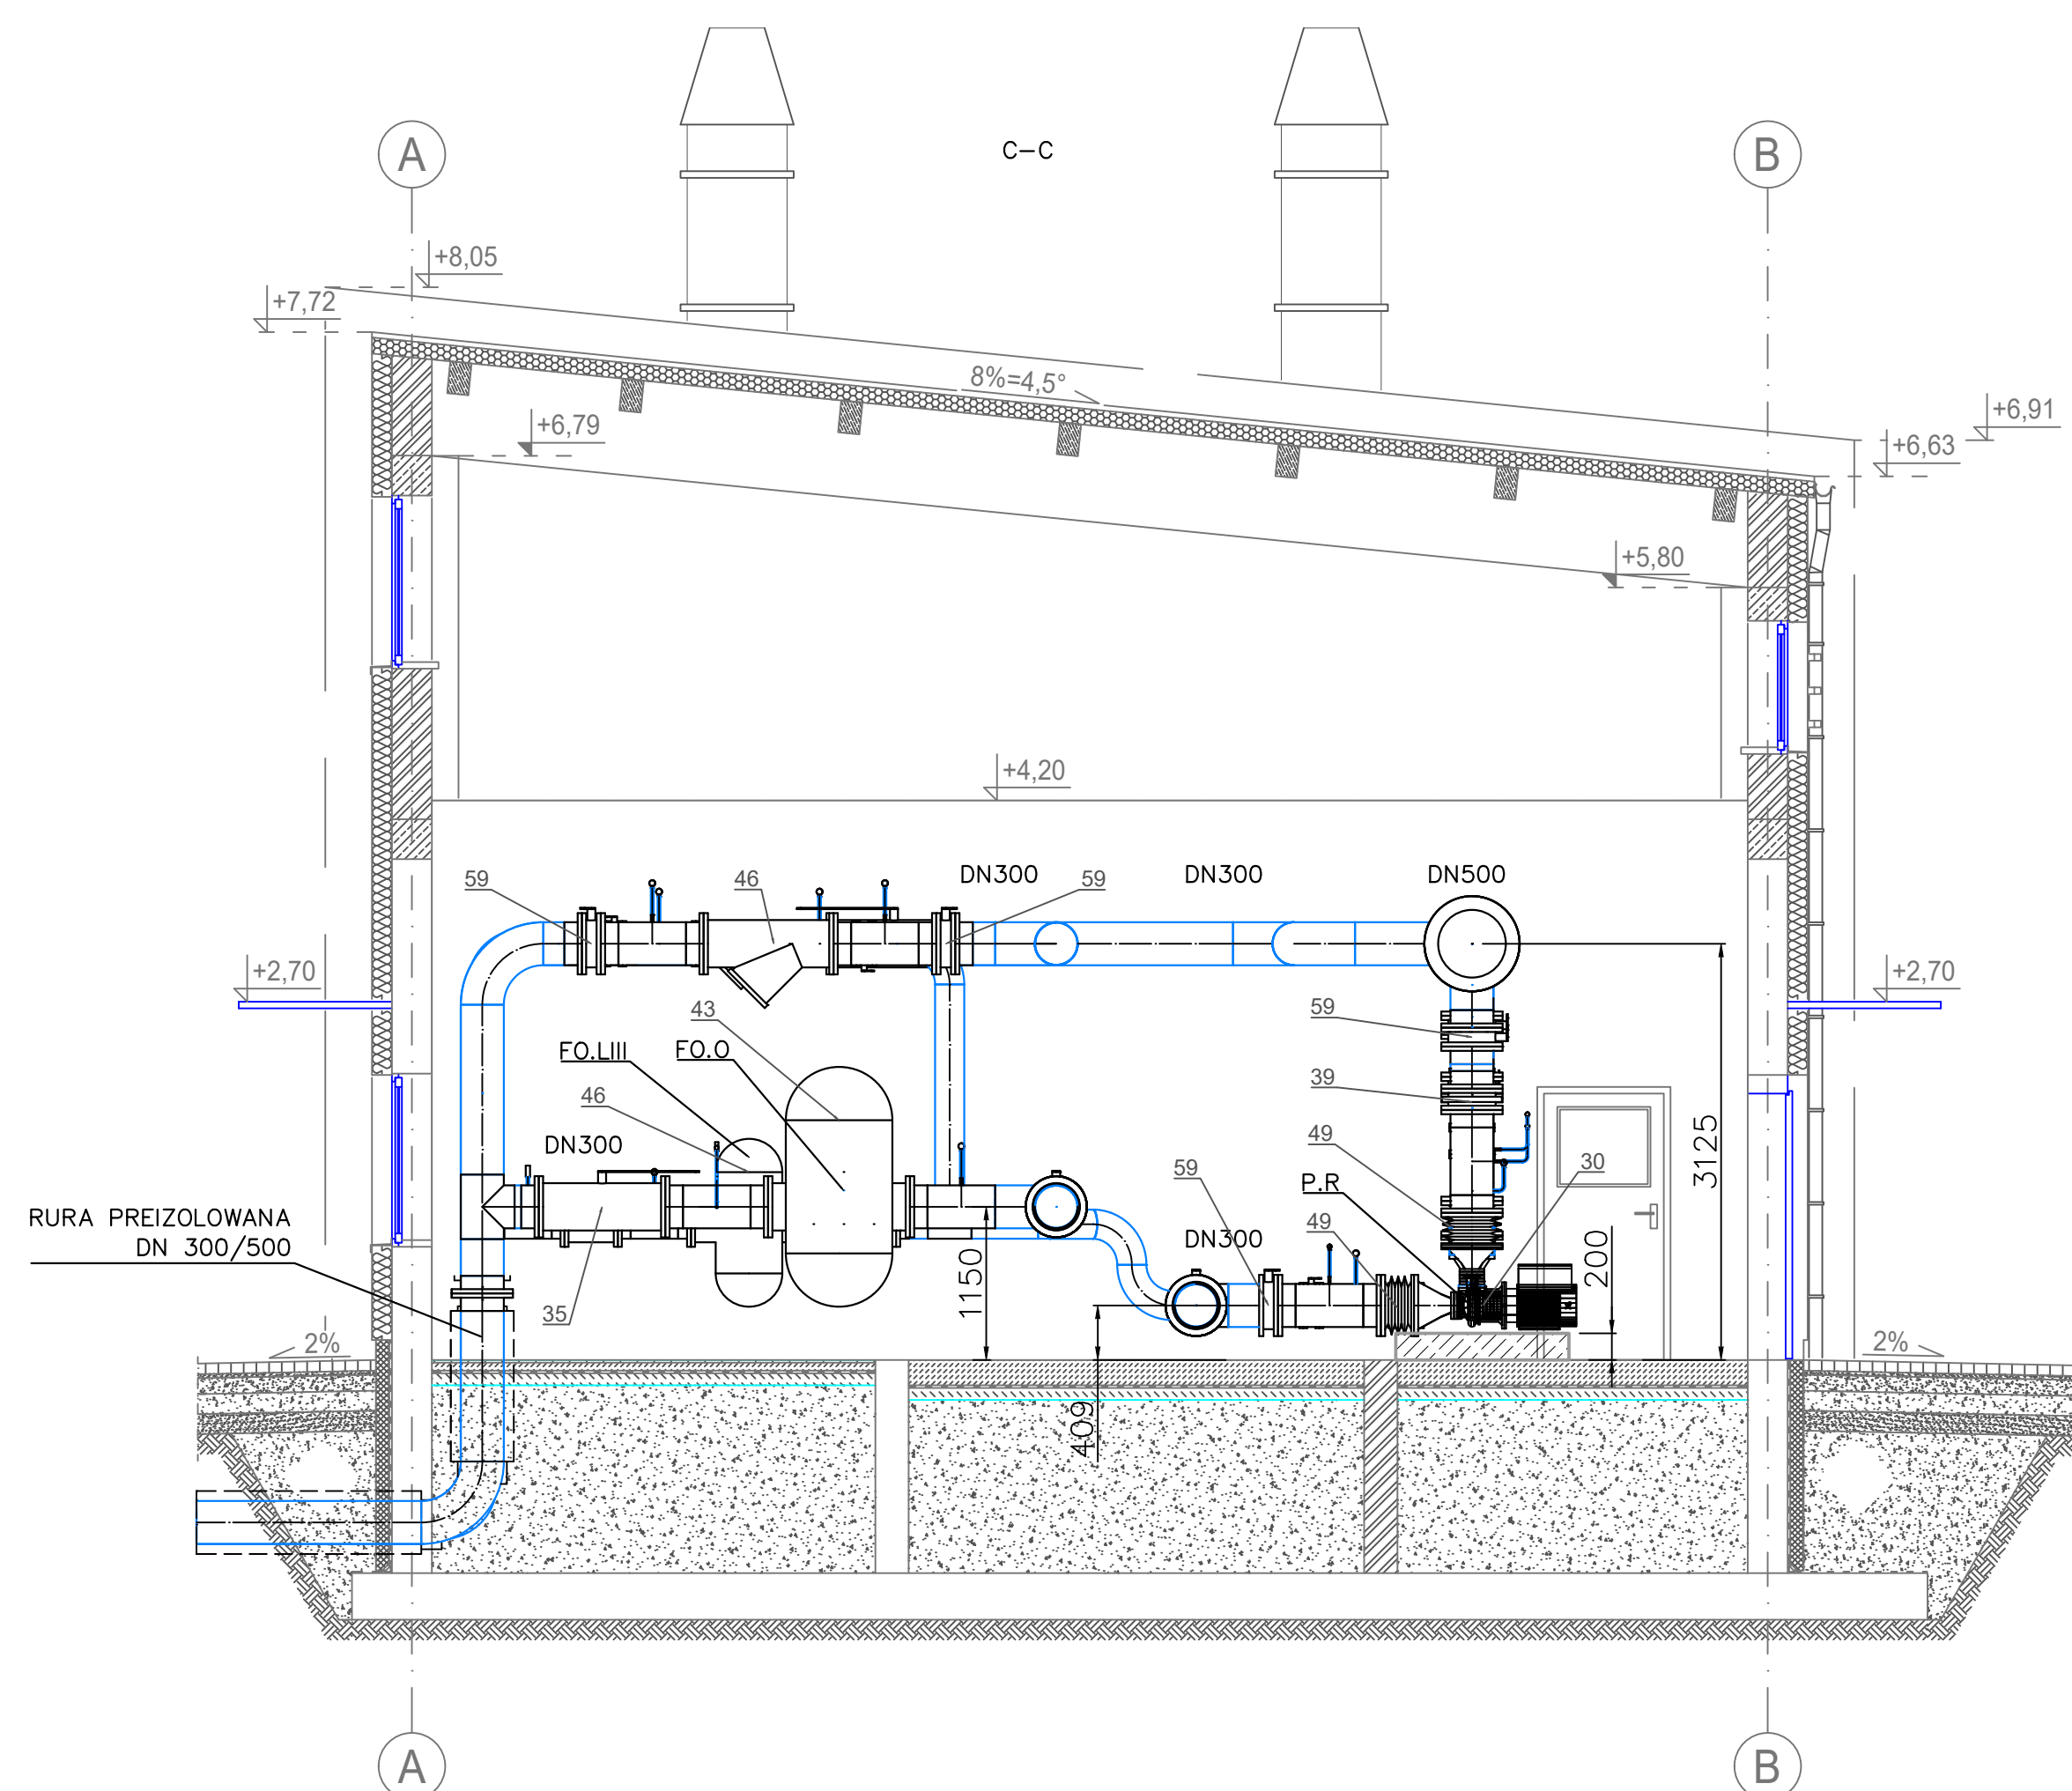 C-C
A
B
+8,05
+7,72
8%=4,5°
+6,91
+6,63
+6,79
+5,80
+4,20
DN300
DN300
DN500
59
46
59
+2,70
+2,70
43
59
FO.LIII
FO.O
46
39
DN300
49
30
3125
59
P.R
RURA PREIZOLOWANA
DN 300/500
DN300
49
200
1150
35
2%
2%
409
A
B